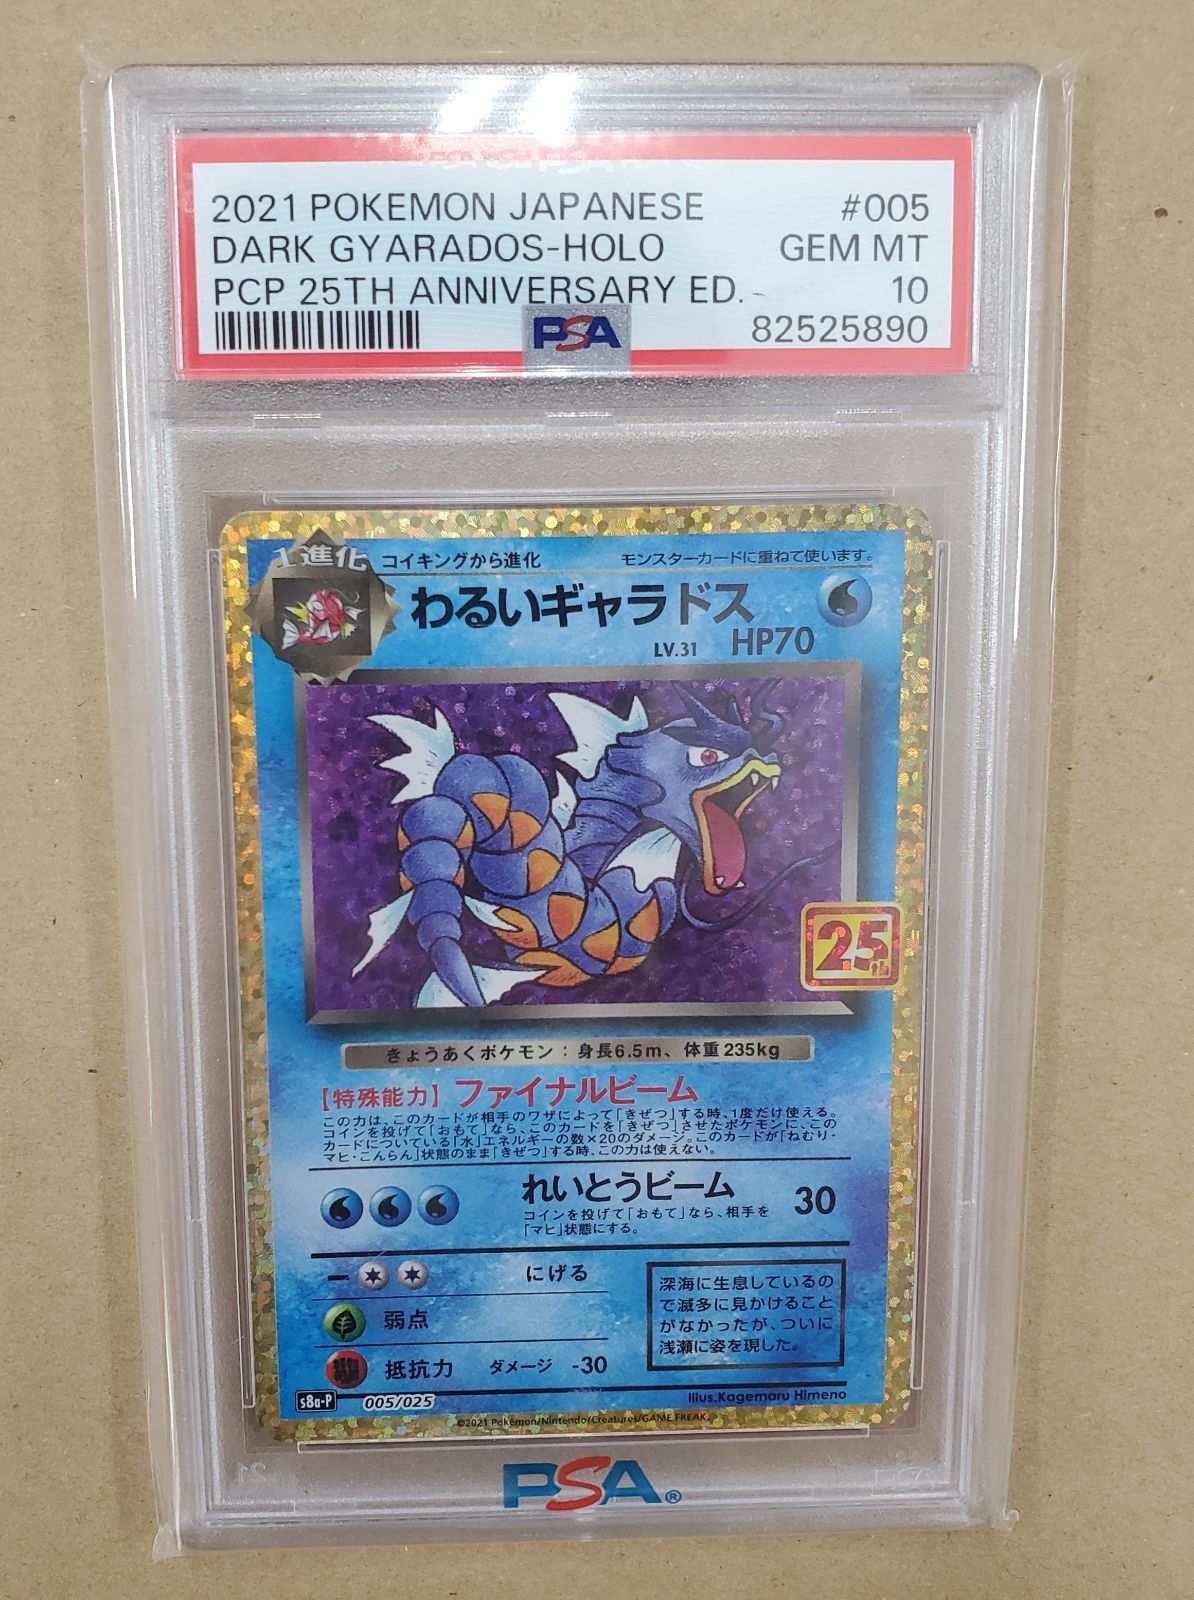 2021 POKEMON JAPANESE #005
DARK GYARADOS-HOLO GEM MT
PCP 25TH ANNIVERSARY ED. 10
PSA 82525890
1進化 コイキングから進化 モンスターカードに重ねて使います。
わるいギャラドス
LV.31 HP70
25th
きょうあくポケモン：身長6.5m、体重235kg
【特殊能力】ファイナルビーム
この力は、このカードが相手のワザによって「きぜつ」する時、1度だけ使える。
コインを投げて「おもて」なら、このカードを「きぜつ」させたポケモンに、この
カードについている「水」エネルギーの数×20のダメージ。このカードが「ねむり・
マヒ・こんらん」状態のまま「きぜつ」する時、この力は使えない。
れいとうビーム 30
コインを投げて「おもて」なら、相手を
「マヒ」状態にする。
にげる
弱点
抵抗力 ダメージ -30
深海に生息しているの
で滅多に見かけること
がなかったが、ついに
浅瀬に姿を現した。
s8a-P 005/025 Illus.Kagemaru Himeno
©2021 Pokémon/Nintendo/Creatures/GAME FREAK.
PSA®